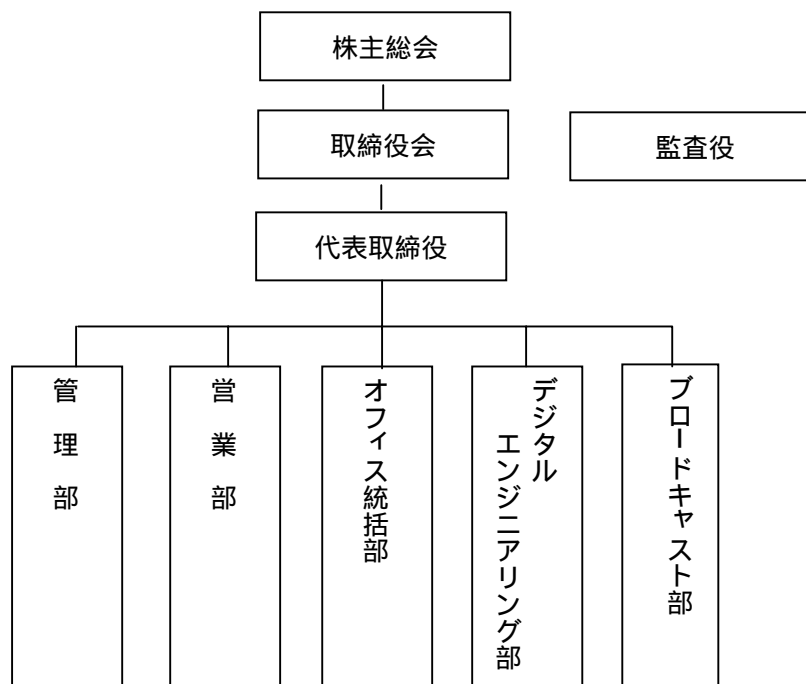 株主総会
取締役会
監査役
代表取締役
管理部
営業部
オフィス統括部
デジタル
エンジニアリング部
ブロードキャスト部